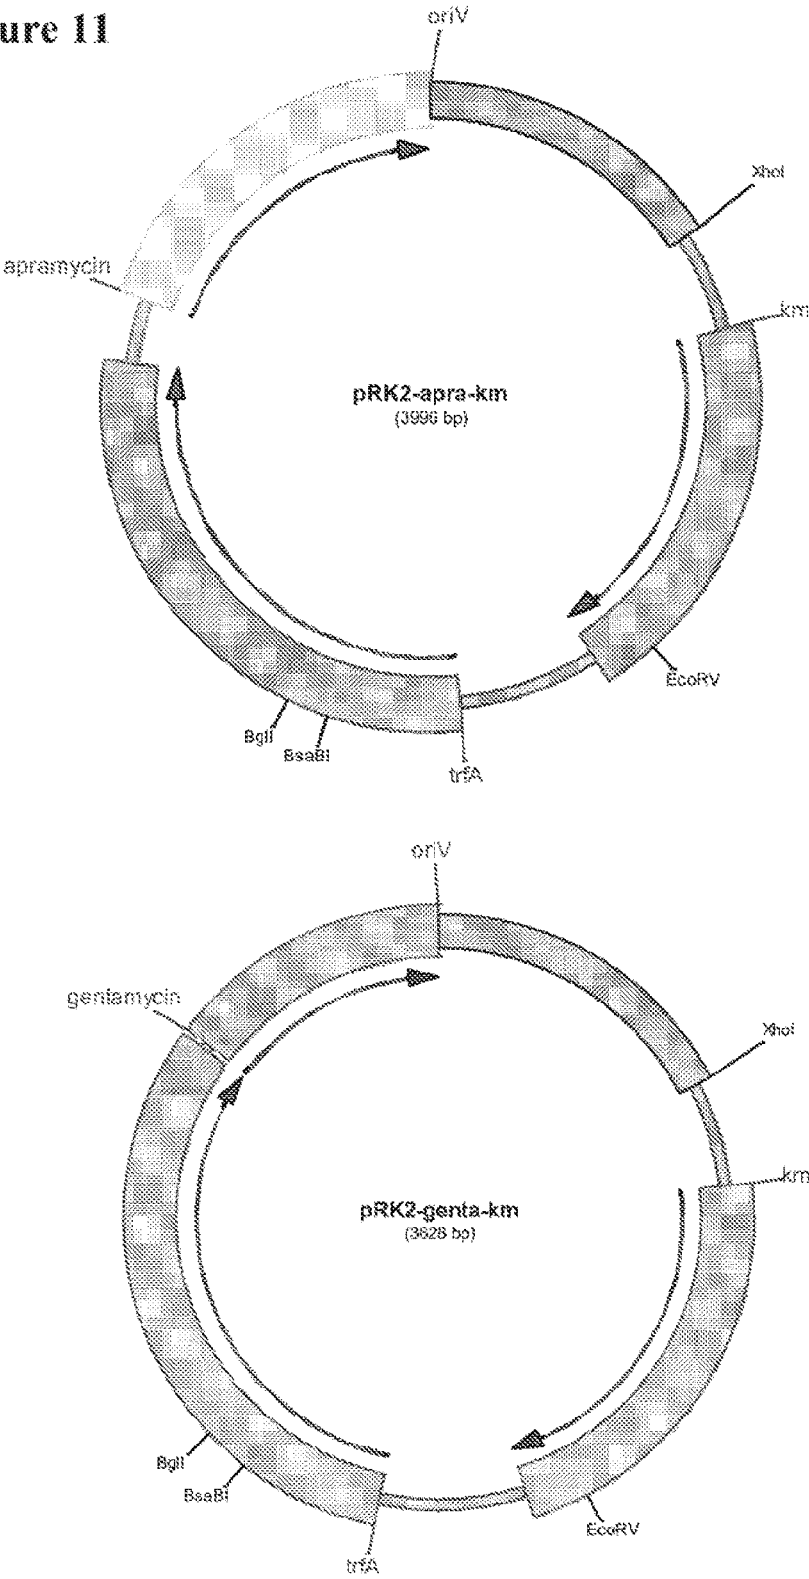 ure 11
oriV
XhoI
apramycin
km
pRK2-apra-km
(3996 bp)
EcoRV
BglI
BsaBI
trfA
oriV
gentamycin
XhoI
km
pRK2-genta-km
(3628 bp)
BglI
BsaBI
EcoRV
trfA